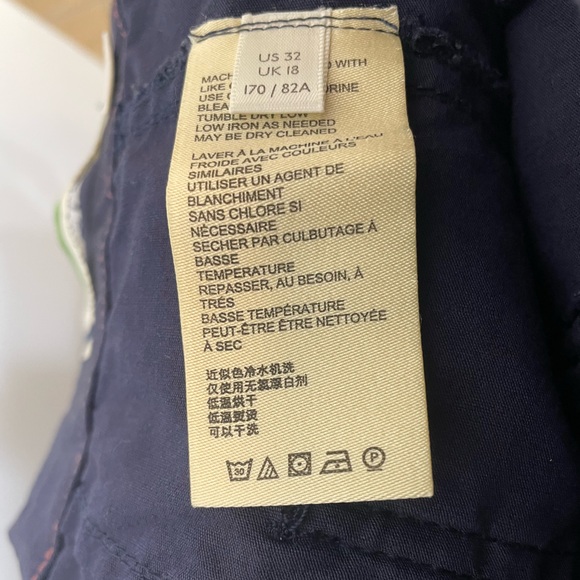 US 32
UK 18
170 / 82A
MACH D WITH
LIKE
USE ORINE
BLEA
TUMBLE DRY LOW
LOW IRON AS NEEDED
MAY BE DRY CLEANED
LAVER À LA MACHINE À L'EAU
FROIDE AVEC COULEURS
SIMILAIRES
UTILISER UN AGENT DE
BLANCHIMENT
SANS CHLORE SI
NÉCESSAIRE
SECHER PAR CULBUTAGE À
BASSE
TEMPERATURE
REPASSER, AU BESOIN, À
TRÉS
BASSE TEMPÉRATURE
PEUT-ÊTRE ÊTRE NETTOYÉE
À SEC
近似色冷水机洗
仅使用无氯漂白剂
低温烘干
低温熨烫
可以干洗
30 P